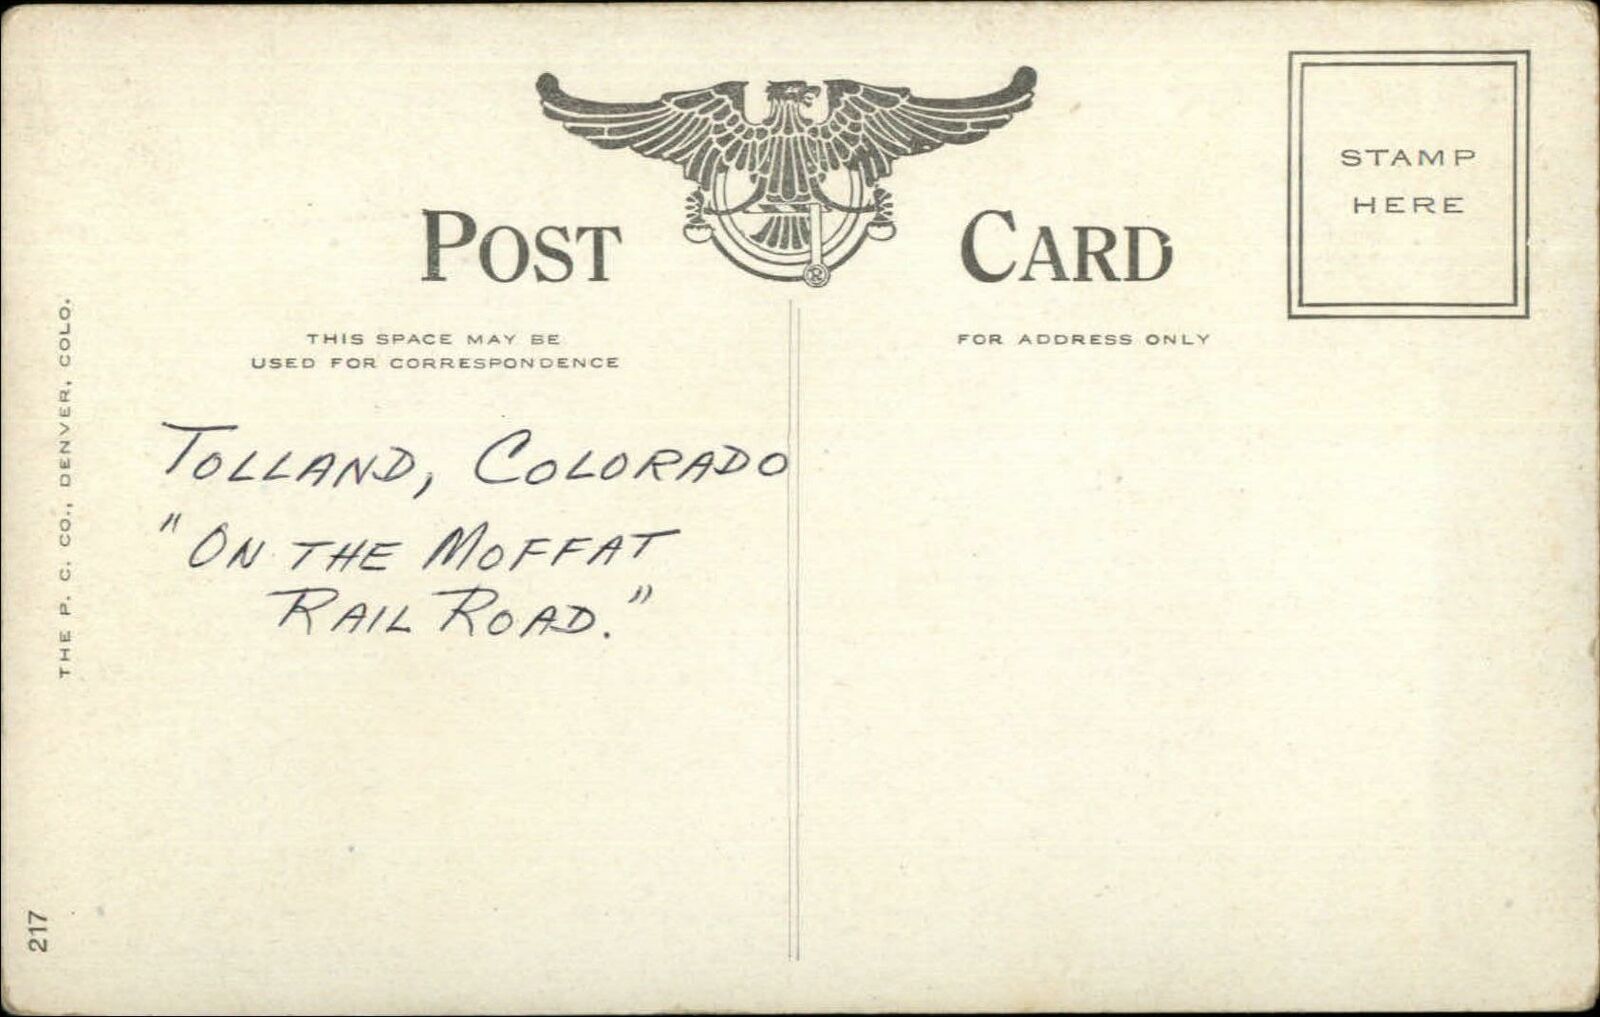 POST CARD
STAMP
HERE
THIS SPACE MAY BE
USED FOR CORRESPONDENCE
FOR ADDRESS ONLY
TOLLAND, COLORADO
"ON THE MOFFAT
RAIL ROAD."
THE P. C. CO., DENVER, COLO.
217